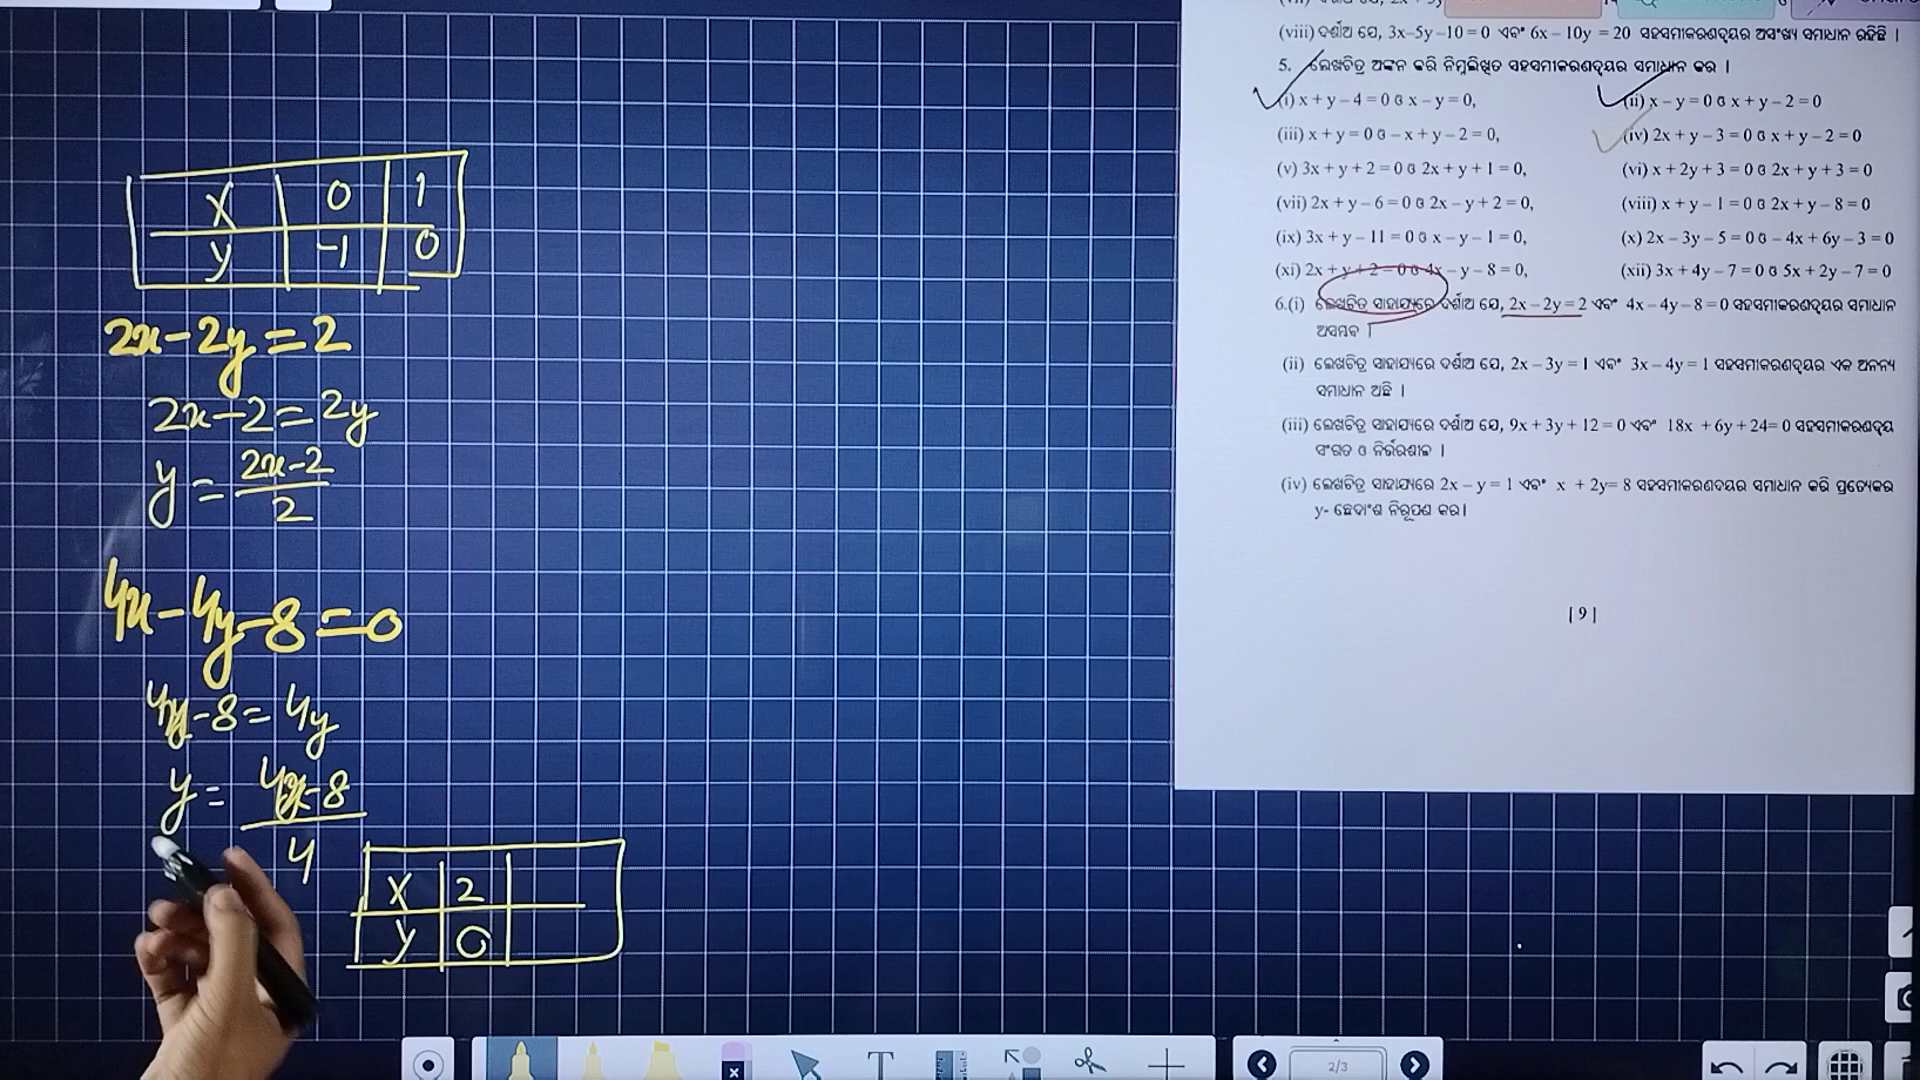 x 0 1
y -1 0
2x-2y=2
2x-2=2y
y = 2x-2
2
4x-4y-8=0
4x-8=4y
y = 4x-8
4
x 2
y 0
(viii) ଦର୍ଶାଅ ଯେ, 3x–5y –10 = 0 ଏବଂ 6x – 10y = 20 ସହସମୀକରଣଦ୍ୱୟର ଅସଂଖ୍ୟ ସମାଧାନ ରହିଛି ।
5. ଲେଖଚିତ୍ର ଅଙ୍କନ କରି ନିମ୍ନଲିଖିତ ସହସମୀକରଣଦ୍ୱୟର ସମାଧାନ କର ।
(i) x + y – 4 = 0 ଓ x – y = 0, (ii) x – y = 0 ଓ x + y – 2 = 0
(iii) x + y = 0 ଓ – x + y – 2 = 0, (iv) 2x + y – 3 = 0 ଓ x + y – 2 = 0
(v) 3x + y + 2 = 0 ଓ 2x + y + 1 = 0, (vi) x + 2y + 3 = 0 ଓ 2x + y + 3 = 0
(vii) 2x + y – 6 = 0 ଓ 2x – y + 2 = 0, (viii) x + y – 1 = 0 ଓ 2x + y – 8 = 0
(ix) 3x + y – 11 = 0 ଓ x – y – 1 = 0, (x) 2x – 3y – 5 = 0 ଓ – 4x + 6y – 3 = 0
(xi) 2x + y + 2 = 0 ଓ 4x – y – 8 = 0, (xii) 3x + 4y – 7 = 0 ଓ 5x + 2y – 7 = 0
6.(i) ଲେଖଚିତ୍ର ସାହାଯ୍ୟରେ ଦର୍ଶାଅ ଯେ, 2x – 2y = 2 ଏବଂ 4x – 4y – 8 = 0 ସହସମୀକରଣଦ୍ୱୟର ସମାଧାନ
ଅସମ୍ଭବ ।
(ii) ଲେଖଚିତ୍ର ସାହାଯ୍ୟରେ ଦର୍ଶାଅ ଯେ, 2x – 3y = 1 ଏବଂ 3x – 4y = 1 ସହସମୀକରଣଦ୍ୱୟର ଏକ ଅନନ୍ୟ
ସମାଧାନ ଅଛି ।
(iii) ଲେଖଚିତ୍ର ସାହାଯ୍ୟରେ ଦର୍ଶାଅ ଯେ, 9x + 3y + 12 = 0 ଏବଂ 18x + 6y + 24= 0 ସହସମୀକରଣଦ୍ୱୟ
ସଂଗତ ଓ ନିର୍ଭରଶୀଳ ।
(iv) ଲେଖଚିତ୍ର ସାହାଯ୍ୟରେ 2x – y = 1 ଏବଂ x + 2y= 8 ସହସମୀକରଣଦ୍ୱୟର ସମାଧାନ କରି ପ୍ରତ୍ୟେକର
y- ଛେଦାଂଶ ନିରୂପଣ କର।
[ 9 ]
T
2/3